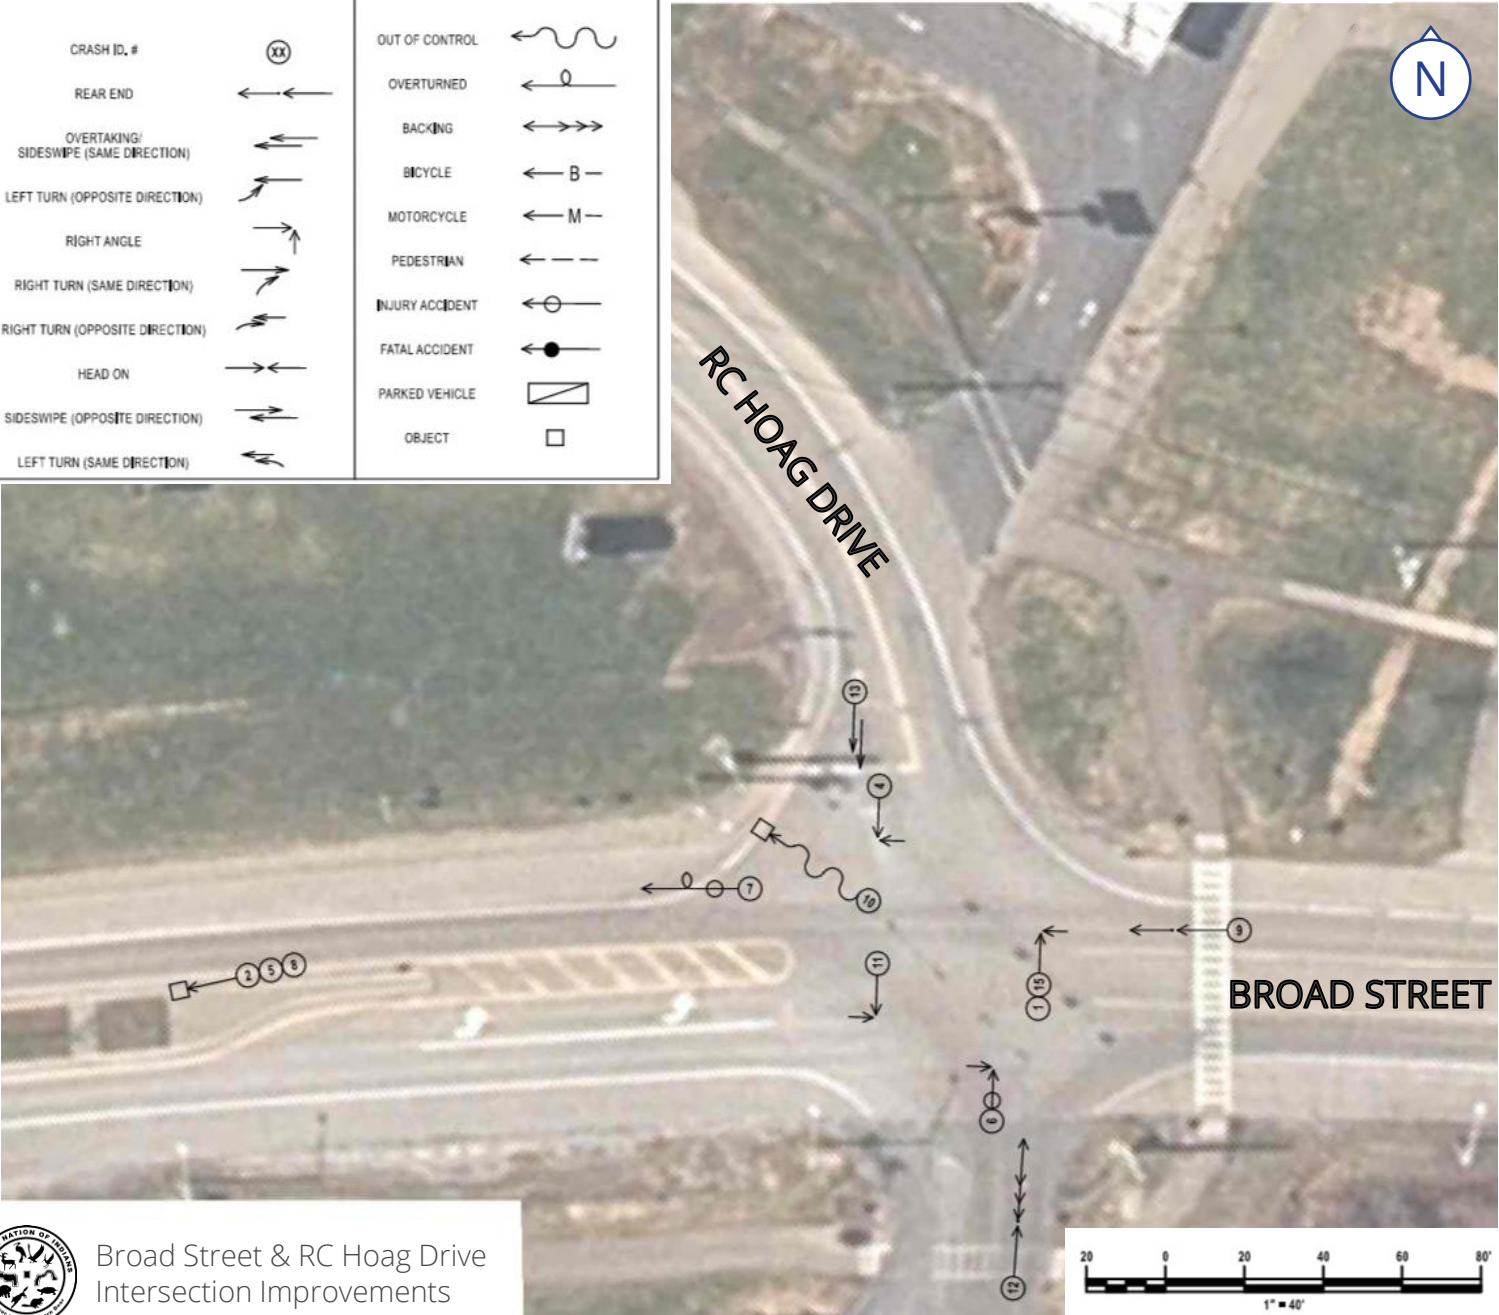 CRASH ID. #
XX
REAR END
OVERTAKING/
SIDESWIPE (SAME DIRECTION)
LEFT TURN (OPPOSITE DIRECTION)
RIGHT ANGLE
RIGHT TURN (SAME DIRECTION)
RIGHT TURN (OPPOSITE DIRECTION)
HEAD ON
SIDESWIPE (OPPOSITE DIRECTION)
LEFT TURN (SAME DIRECTION)
OUT OF CONTROL
OVERTURNED
BACKING
BICYCLE
B
MOTORCYCLE
M
PEDESTRIAN
INJURY ACCIDENT
FATAL ACCIDENT
PARKED VEHICLE
OBJECT
N
RC HOAG DRIVE
13
4
7
10
9
2 5 8
11
15
1
BROAD STREET
6
12
NATION OF INDIANS
Broad Street & RC Hoag Drive
Intersection Improvements
20 0 20 40 60 80'
1" = 40'